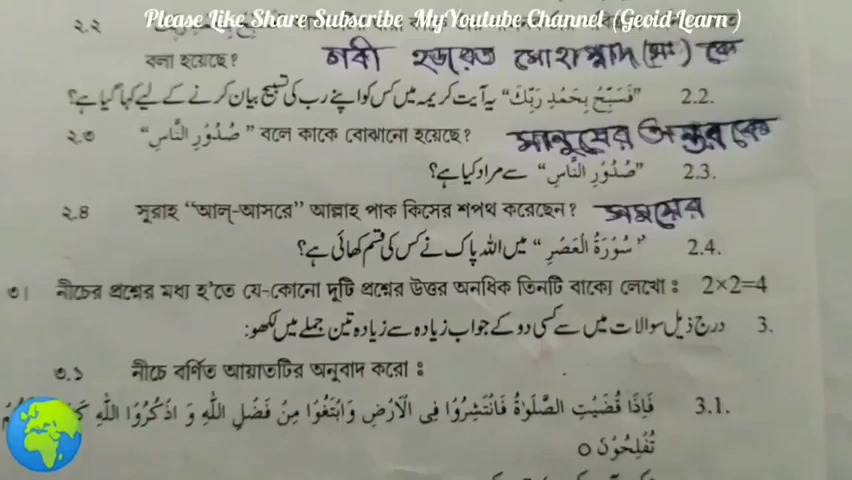 Please Like Share Subscribe MyYoutube Channel (Geoid Learn)
২.২
বলা হয়েছে? নবী হজরত মোহাম্মাদ (সাঃ) কে
2.2. ”فَسَبِّحْ بِحَمْدِ رَبِّكَ“ یہ آیت کریمہ میں کس کو اپنے رب کی تسبیح بیان کرنے کے لیے کہا گیا ہے؟
২.৩ ”صُدُوْرِ النَّاسِ“ বলে কাকে বোঝানো হয়েছে? মানুষের অন্তরকে
2.3. ”صُدُوْرِ النَّاسِ“ سے مراد کیا ہے؟
২.৪ সূরাহ “আল্-আসরে” আল্লাহ পাক কিসের শপথ করেছেন? সময়ের
2.4. ”سُوْرَةُ الْعَصْرِ“ میں اللہ پاک نے کس کی قسم کھائی ہے؟
৩। নীচের প্রশ্নের মধ্য হ'তে যে-কোনো দুটি প্রশ্নের উত্তর অনধিক তিনটি বাক্যে লেখো : 2×2=4
3. درج ذیل سوالات میں سے کسی دو کے جواب زیادہ سے زیادہ تین جملے میں لکھو:
৩.১ নীচে বর্ণিত আয়াতটির অনুবাদ করো :
3.1. فَاِذَا قُضِيَتِ الصَّلٰوةُ فَانْتَشِرُوْا فِى الْاَرْضِ وَابْتَغُوْا مِنْ فَضْلِ اللّٰهِ وَ اذْكُرُوا اللّٰهَ
تُفْلِحُوْنَ ○